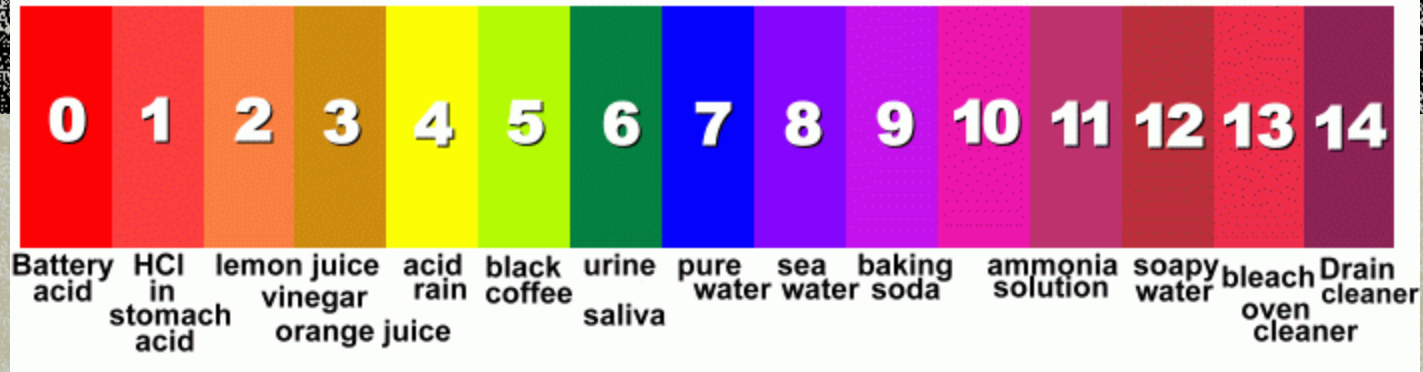 0 1 2 3 4 5 6 7 8 9 10 11 12 13 14
Battery acid
HCl in stomach acid
lemon juice
vinegar
orange juice
acid rain
black coffee
urine
saliva
pure water
sea water
baking soda
ammonia solution
soapy water
bleach
oven cleaner
Drain cleaner